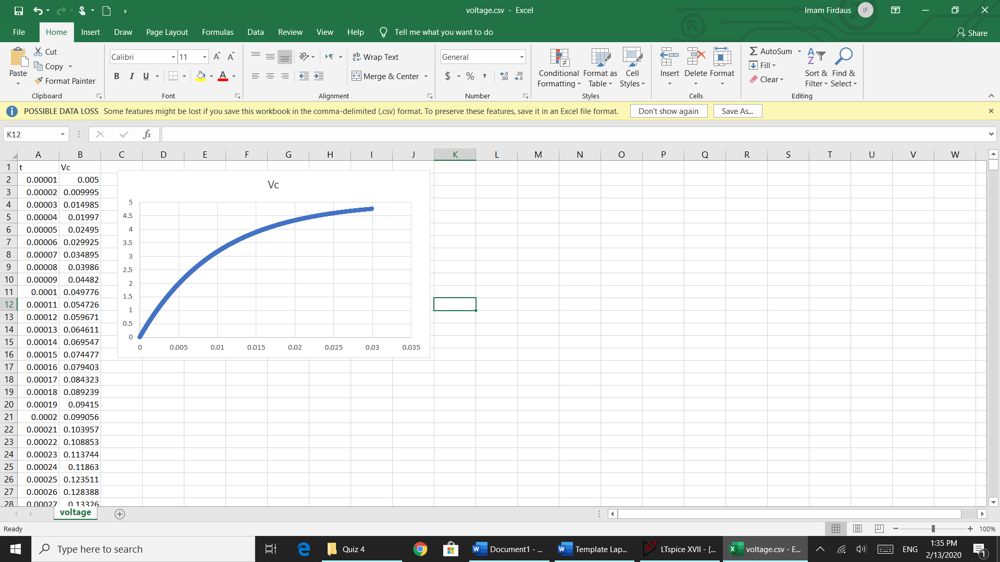 voltage.csv - Excel
Imam Firdaus IF
File Home Insert Draw Page Layout Formulas Data Review View Help Tell me what you want to do Share
Paste
Cut
Copy
Format Painter
Clipboard
Calibri 11
B I U
Font
Wrap Text
Merge & Center
Alignment
General
$ % ,
Number
Conditional Formatting
Format as Table
Cell Styles
Styles
Insert Delete Format
Cells
AutoSum
Fill
Clear
Sort & Filter
Find & Select
Editing
POSSIBLE DATA LOSS Some features might be lost if you save this workbook in the comma-delimited (.csv) format. To preserve these features, save it in an Excel file format. Don't show again Save As...
K12 fx
A B C D E F G H I J K L M N O P Q R S T U V W
1 t Vc
2 0.00001 0.005
3 0.00002 0.009995
4 0.00003 0.014985
5 0.00004 0.01997
6 0.00005 0.02495
7 0.00006 0.029925
8 0.00007 0.034895
9 0.00008 0.03986
10 0.00009 0.04482
11 0.0001 0.049776
12 0.00011 0.054726
13 0.00012 0.059671
14 0.00013 0.064611
15 0.00014 0.069547
16 0.00015 0.074477
17 0.00016 0.079403
18 0.00017 0.084323
19 0.00018 0.089239
20 0.00019 0.09415
21 0.0002 0.099056
22 0.00021 0.103957
23 0.00022 0.108853
24 0.00023 0.113744
25 0.00024 0.11863
26 0.00025 0.123511
27 0.00026 0.128388
28 0.00027 0.13326
Vc
5
4.5
4
3.5
3
2.5
2
1.5
1
0.5
0
0 0.005 0.01 0.015 0.02 0.025 0.03 0.035
voltage
Ready 100%
Type here to search
Quiz 4
Document1 - ...
Template Lap...
LTspice XVII - [...
voltage.csv - E...
ENG
1:35 PM
2/13/2020
1